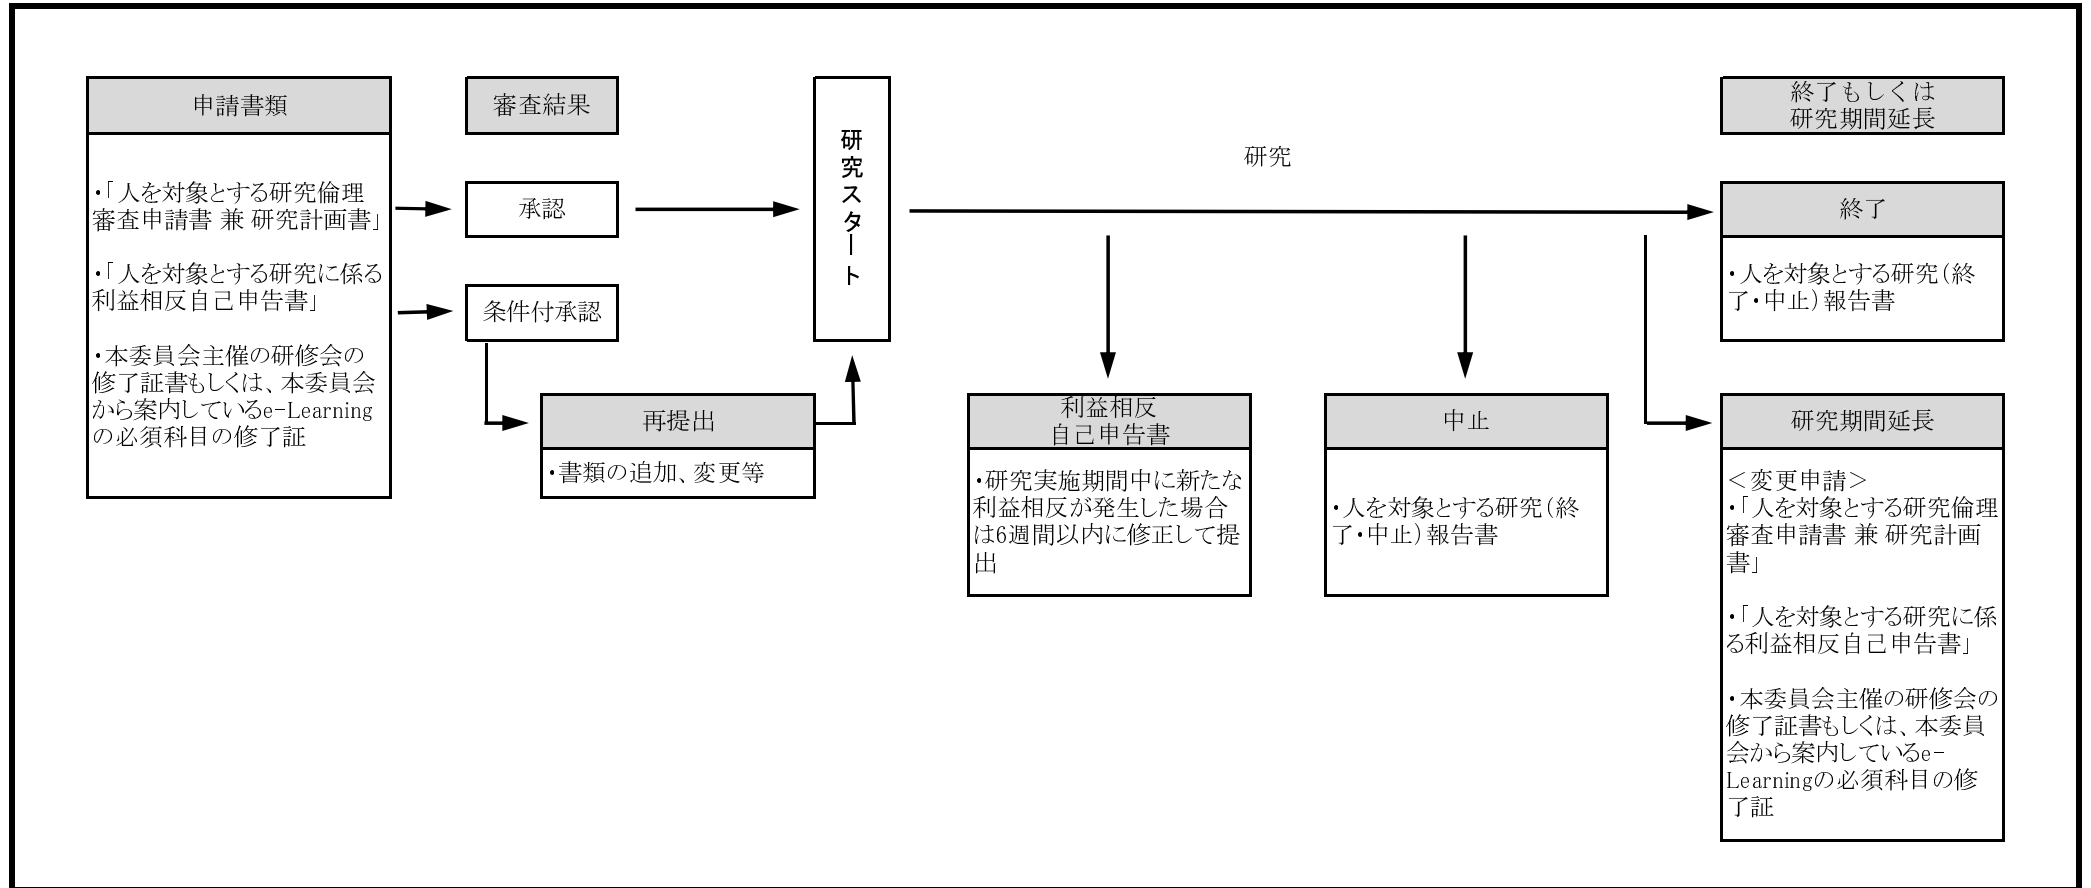 申請書類
・「人を対象とする研究倫理
審査申請書 兼 研究計画書」
・「人を対象とする研究に係る
利益相反自己申告書」
・本委員会主催の研修会の
修了証書もしくは、本委員会
から案内しているe-Learning
の必須科目の修了証
審査結果
承認
条件付承認
再提出
・書類の追加、変更等
研究スタート
研究
利益相反
自己申告書
・研究実施期間中に新たな
利益相反が発生した場合
は6週間以内に修正して提
出
中止
・人を対象とする研究(終
了・中止)報告書
終了もしくは
研究期間延長
終了
・人を対象とする研究(終
了・中止)報告書
研究期間延長
＜変更申請＞
・「人を対象とする研究倫理
審査申請書 兼 研究計画
書」
・「人を対象とする研究に係
る利益相反自己申告書」
・本委員会主催の研修会の
修了証書もしくは、本委員
会から案内しているe-
Learningの必須科目の修
了証